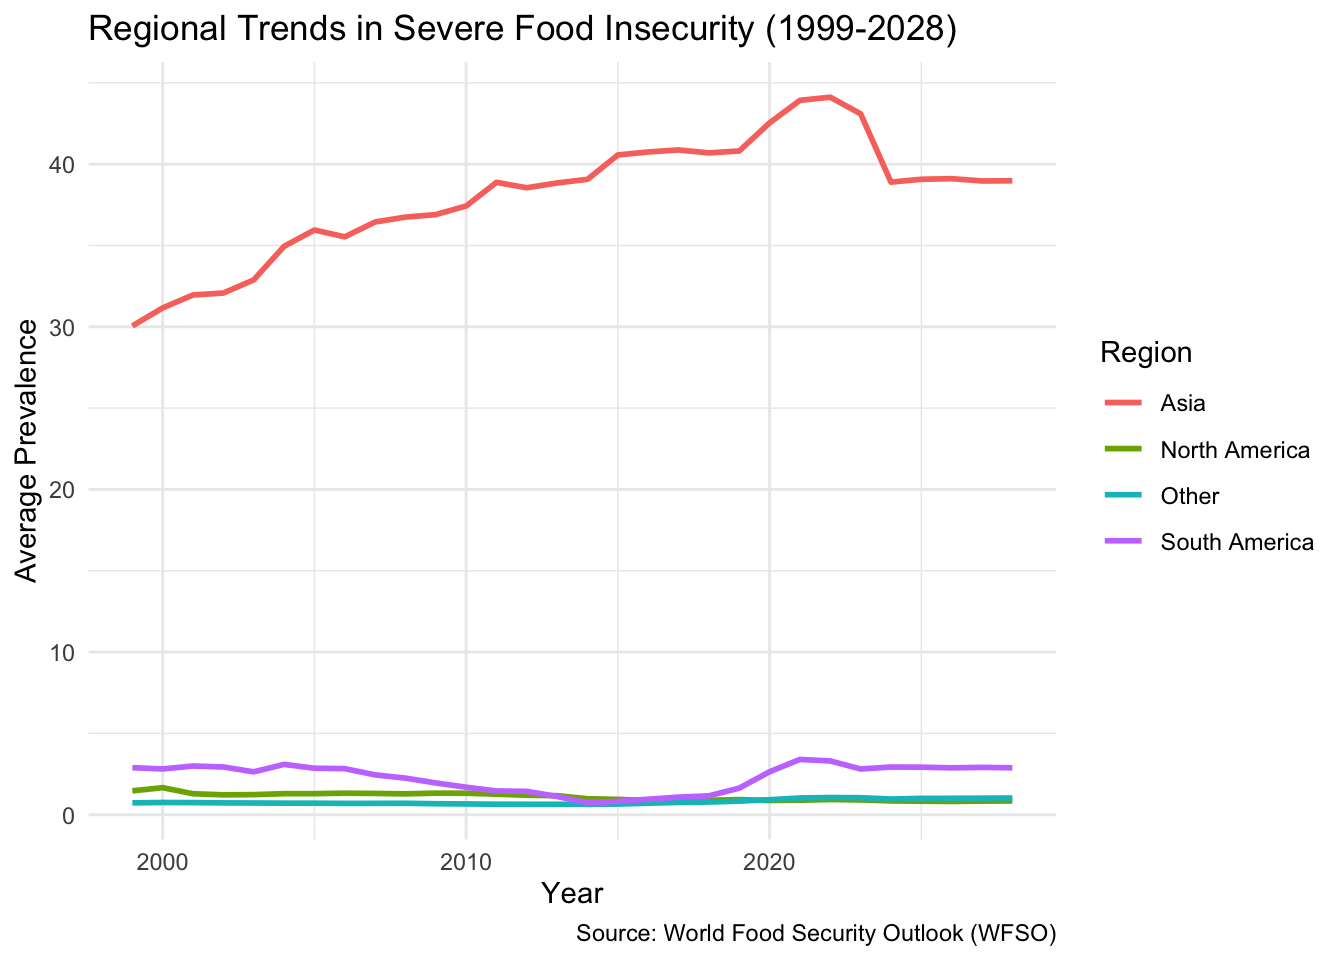 Regional Trends in Severe Food Insecurity (1999-2028)
Average Prevalence
40
30
20
10
0
2000 2010 2020
Year
Region
Asia
North America
Other
South America
Source: World Food Security Outlook (WFSO)